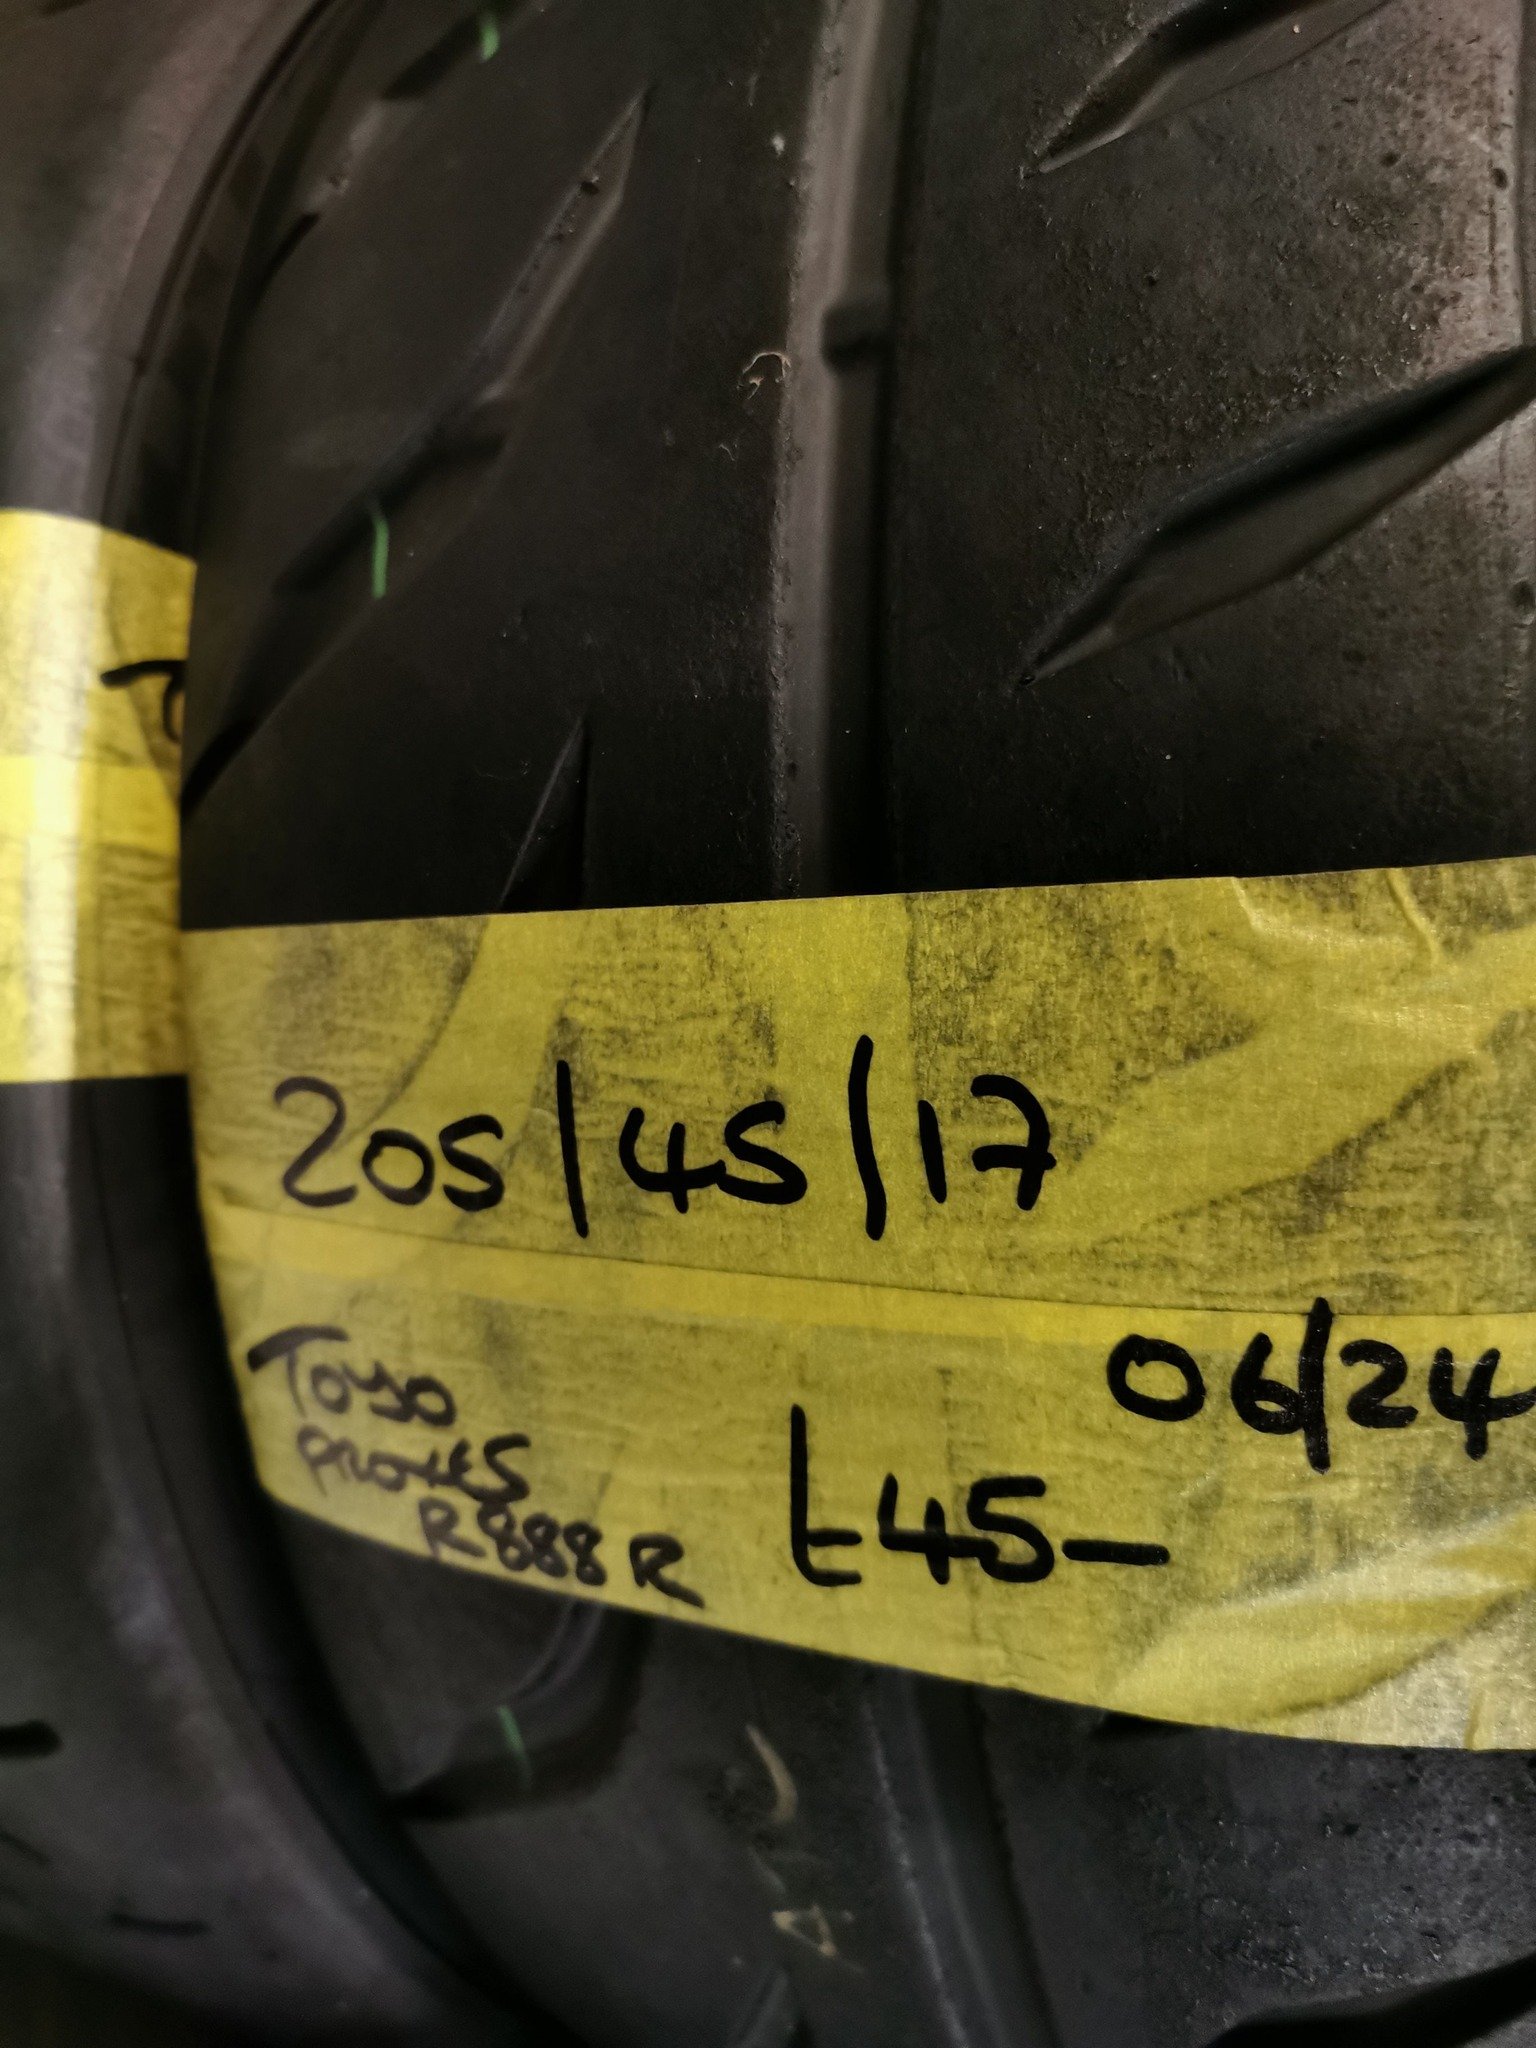 205/45/17
06/24
Toyo
Proxes
R888R
£45-